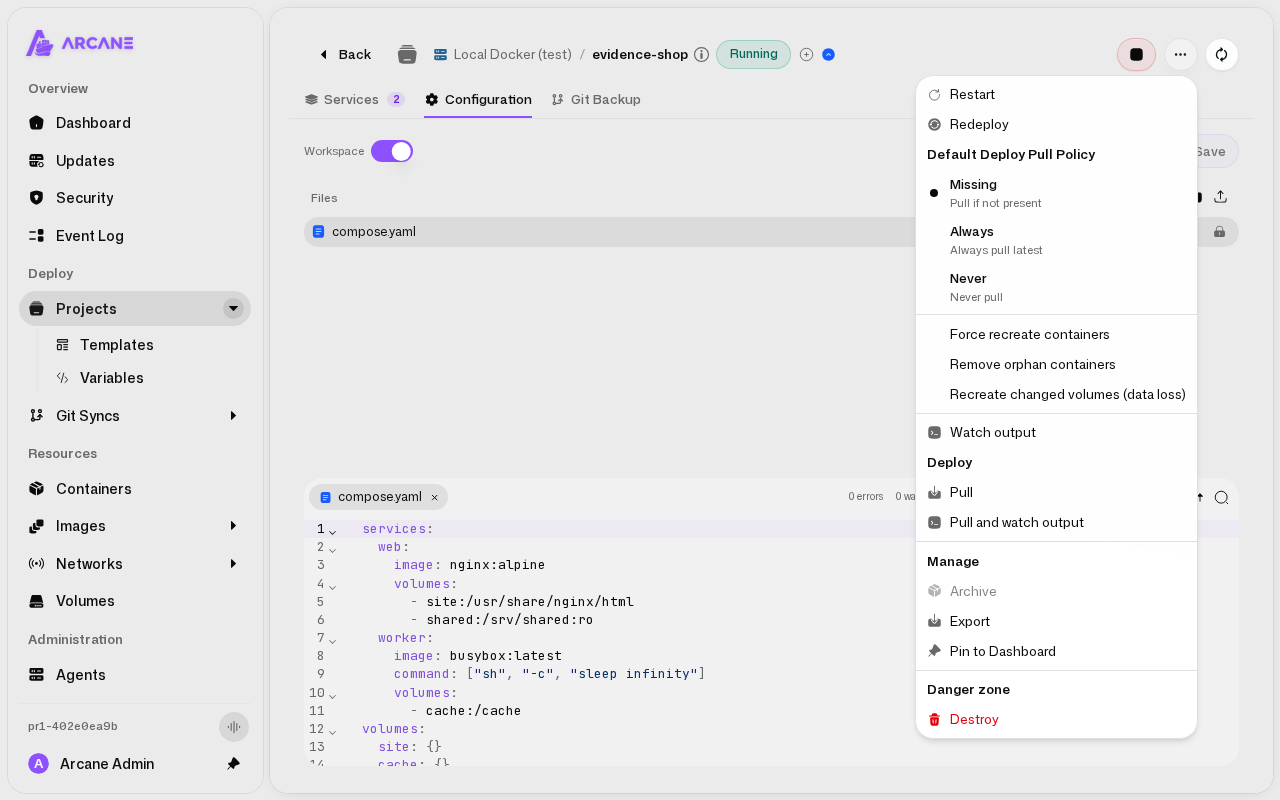 ARCANE
Overview
Dashboard
Updates
Security
Event Log
Deploy
Projects
Templates
Variables
Git Syncs
Resources
Containers
Images
Networks
Volumes
Administration
Agents
pr1-402e0ea9b
A Arcane Admin
Back
Local Docker (test) / evidence-shop
Running
Services 2
Configuration
Git Backup
Workspace
Save
Files
compose.yaml
compose.yaml
0 errors
1 services:
2 web:
3 image: nginx:alpine
4 volumes:
5 - site:/usr/share/nginx/html
6 - shared:/srv/shared:ro
7 worker:
8 image: busybox:latest
9 command: ["sh", "-c", "sleep infinity"]
10 volumes:
11 - cache:/cache
12 volumes:
13 site: {}
14 cache: {}
Restart
Redeploy
Default Deploy Pull Policy
Missing
Pull if not present
Always
Always pull latest
Never
Never pull
Force recreate containers
Remove orphan containers
Recreate changed volumes (data loss)
Watch output
Deploy
Pull
Pull and watch output
Manage
Archive
Export
Pin to Dashboard
Danger zone
Destroy